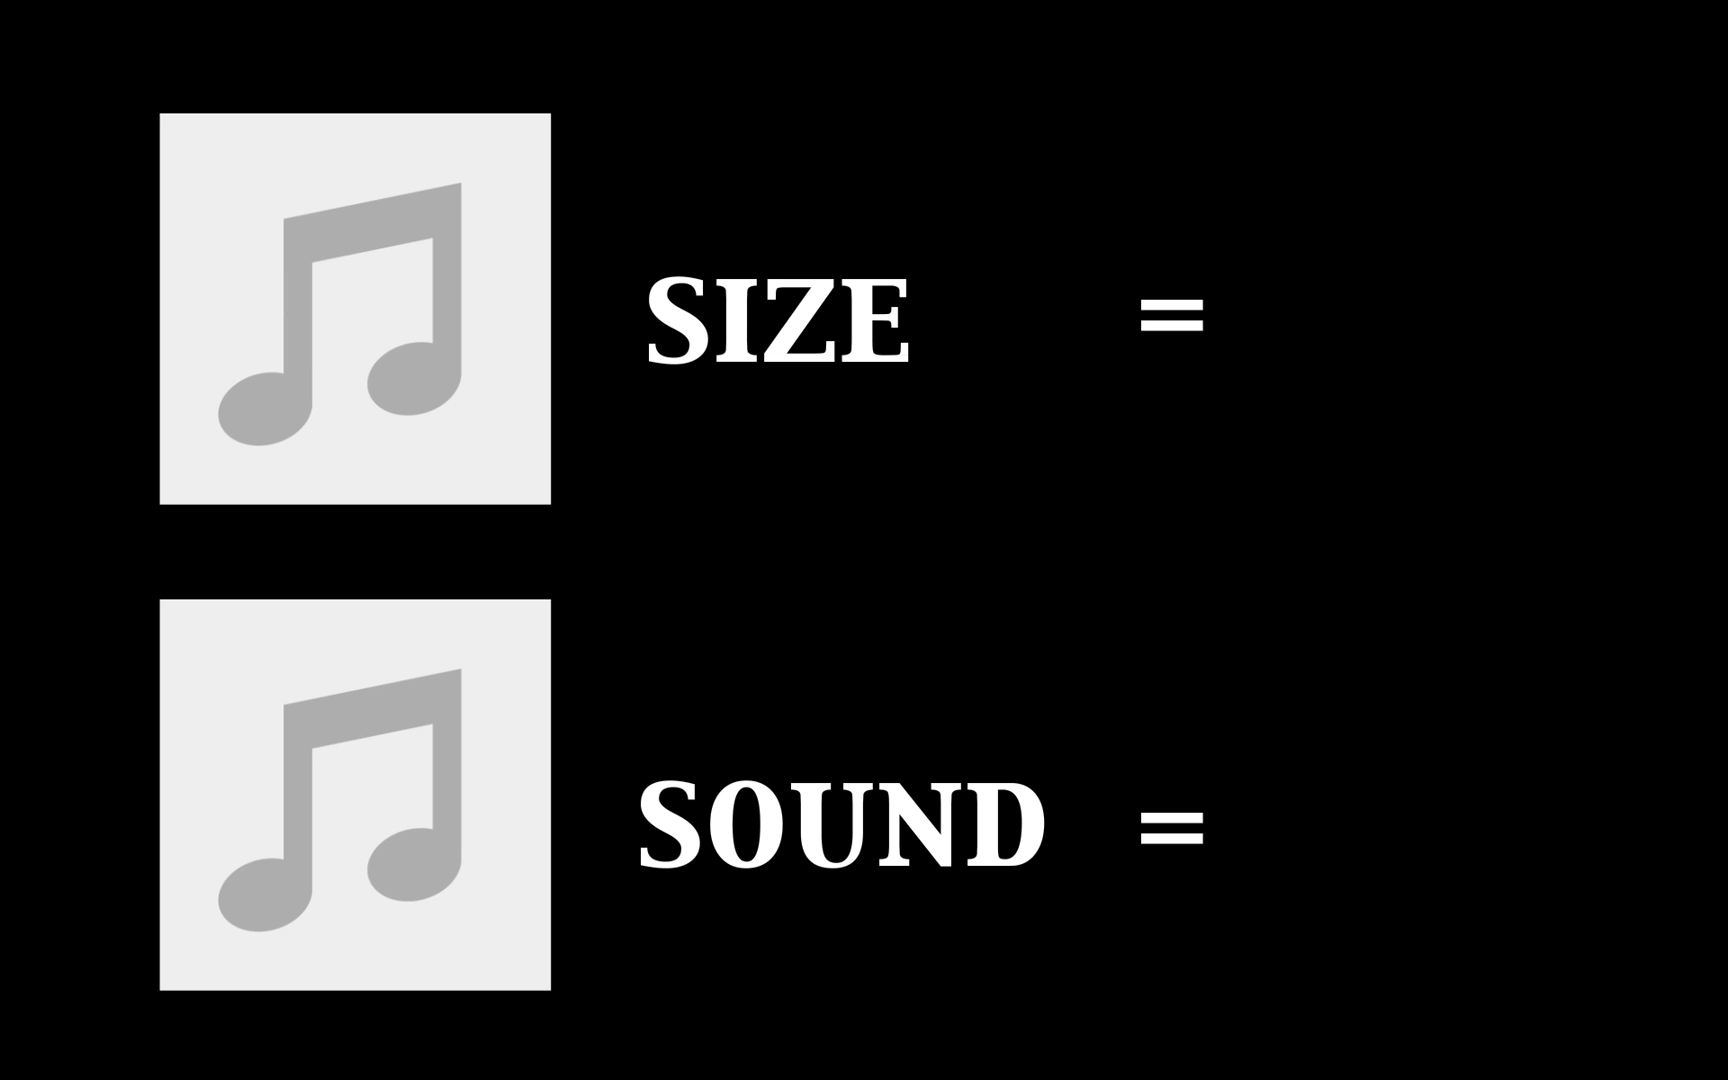 SIZE =
SOUND =